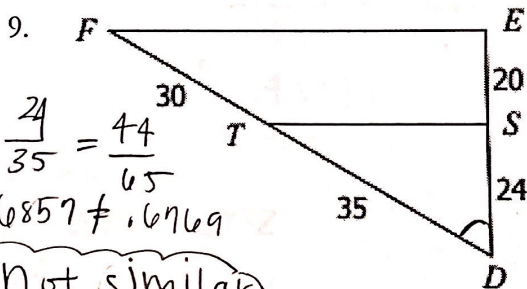 9. F E
20
30
24/35 = 44/65
T S
24
35
.6857 ≠ .6769
not similar
D